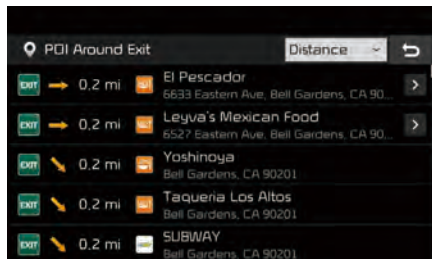 POI Around Exit
Distance
EXIT 0.2 mi El Pescador
6633 Eastern Ave, Bell Gardens, CA 90...
EXIT 0.2 mi Leyva's Mexican Food
6527 Eastern Ave, Bell Gardens, CA 90...
EXIT 0.2 mi Yoshinoya
Bell Gardens, CA 90201
EXIT 0.2 mi Taqueria Los Altos
Bell Gardens, CA 90201
EXIT 0.2 mi SUBWAY
Bell Gardens, CA 90201